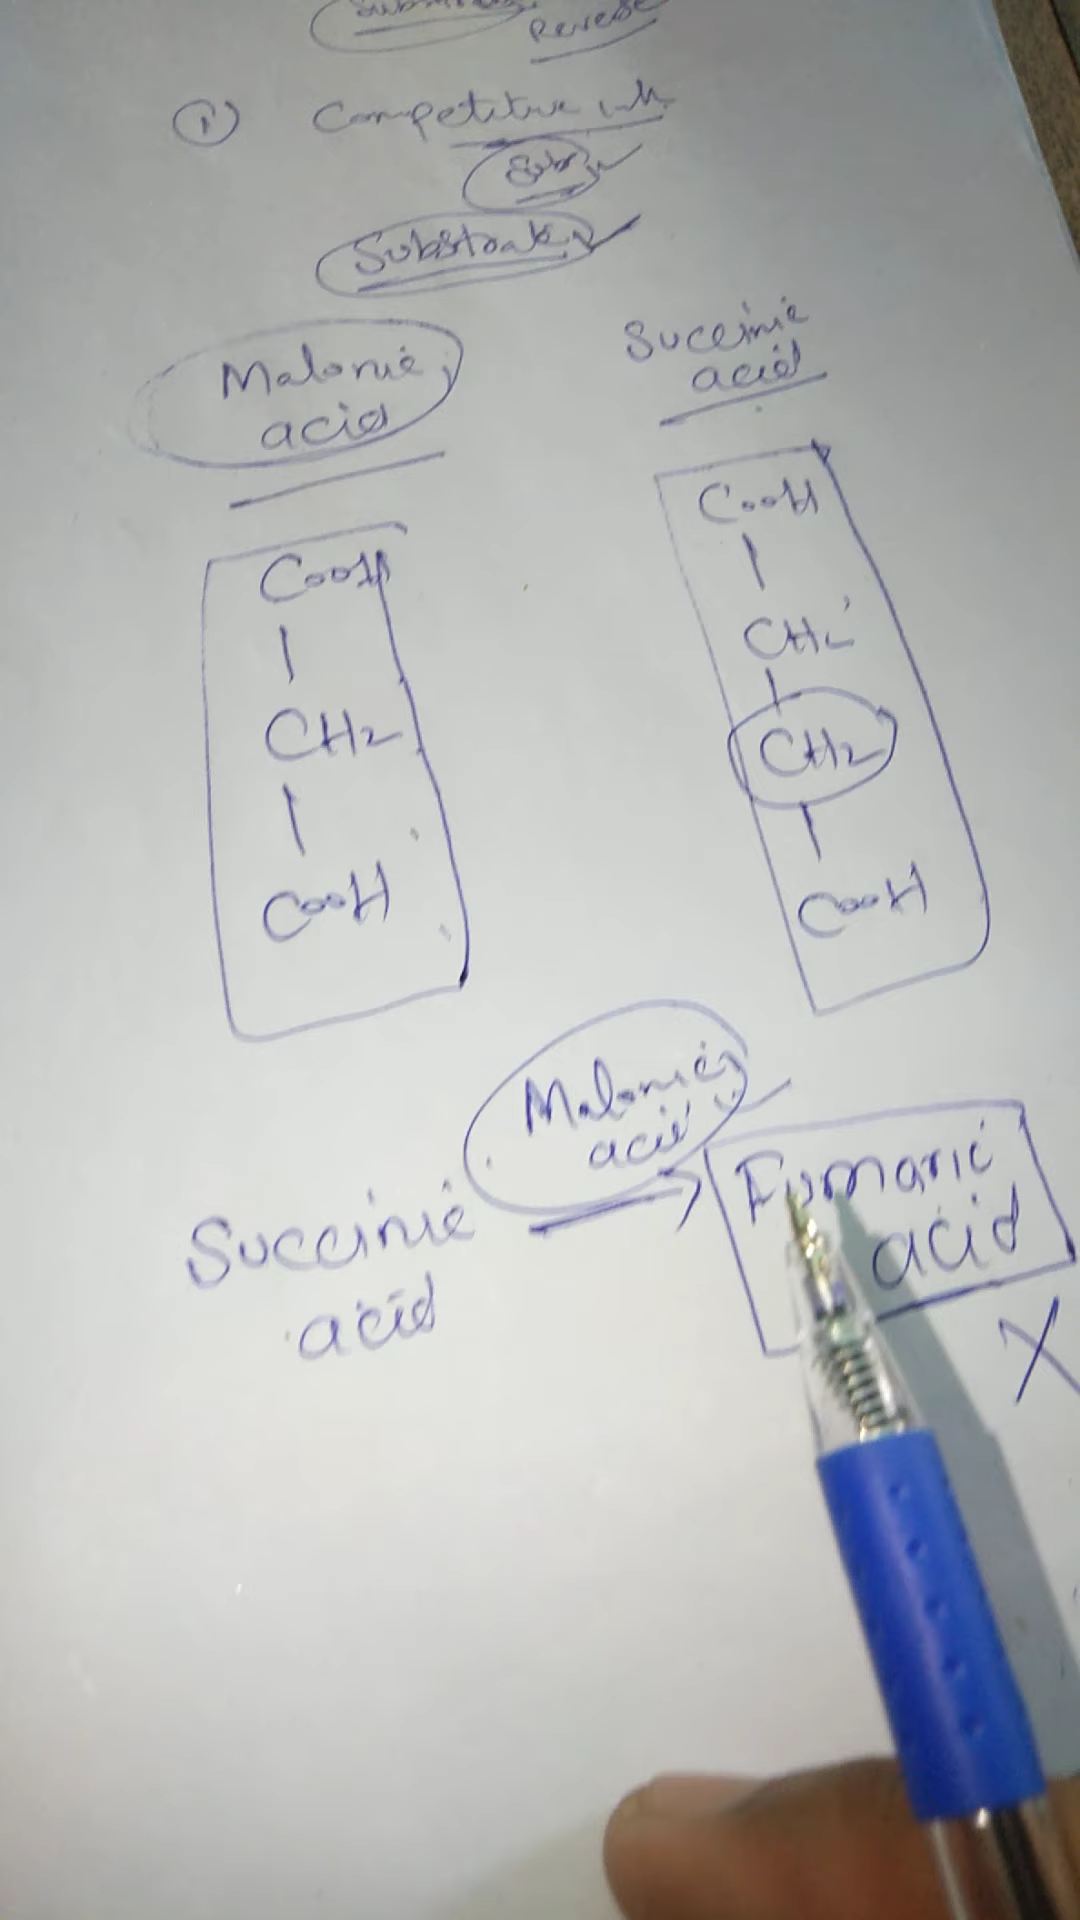 Reverse
① Competitive inh.
Subs
Substrate
Malonic
acid
Succinic
acid
COOH
|
CH2
|
COOH
COOH
|
CH2
|
CH2
|
COOH
Malonic
acid
Succinic
acid
→
Fumaric
acid
X